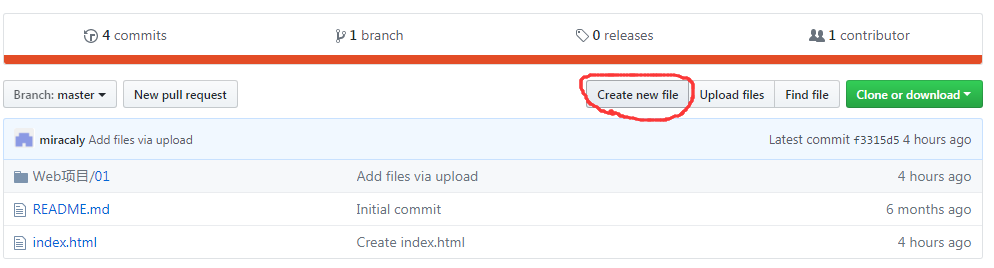 4 commits 1 branch 0 releases 1 contributor
Branch: master New pull request Create new file Upload files Find file Clone or download
miracaly Add files via upload Latest commit f3315d5 4 hours ago
Web项目/01 Add files via upload 4 hours ago
README.md Initial commit 6 months ago
index.html Create index.html 4 hours ago